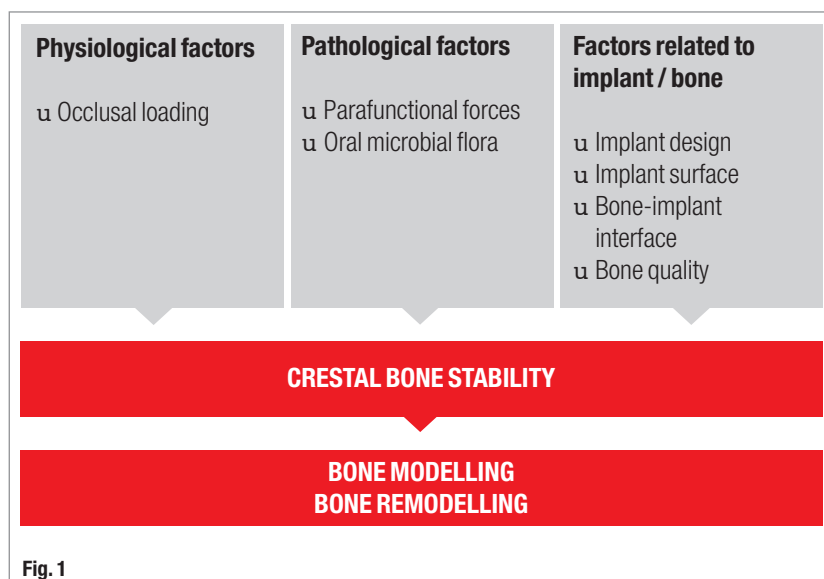 Physiological factors
u Occlusal loading
Pathological factors
u Parafunctional forces
u Oral microbial flora
Factors related to
implant / bone
u Implant design
u Implant surface
u Bone-implant
interface
u Bone quality
CRESTAL BONE STABILITY
BONE MODELLING
BONE REMODELLING
Fig. 1